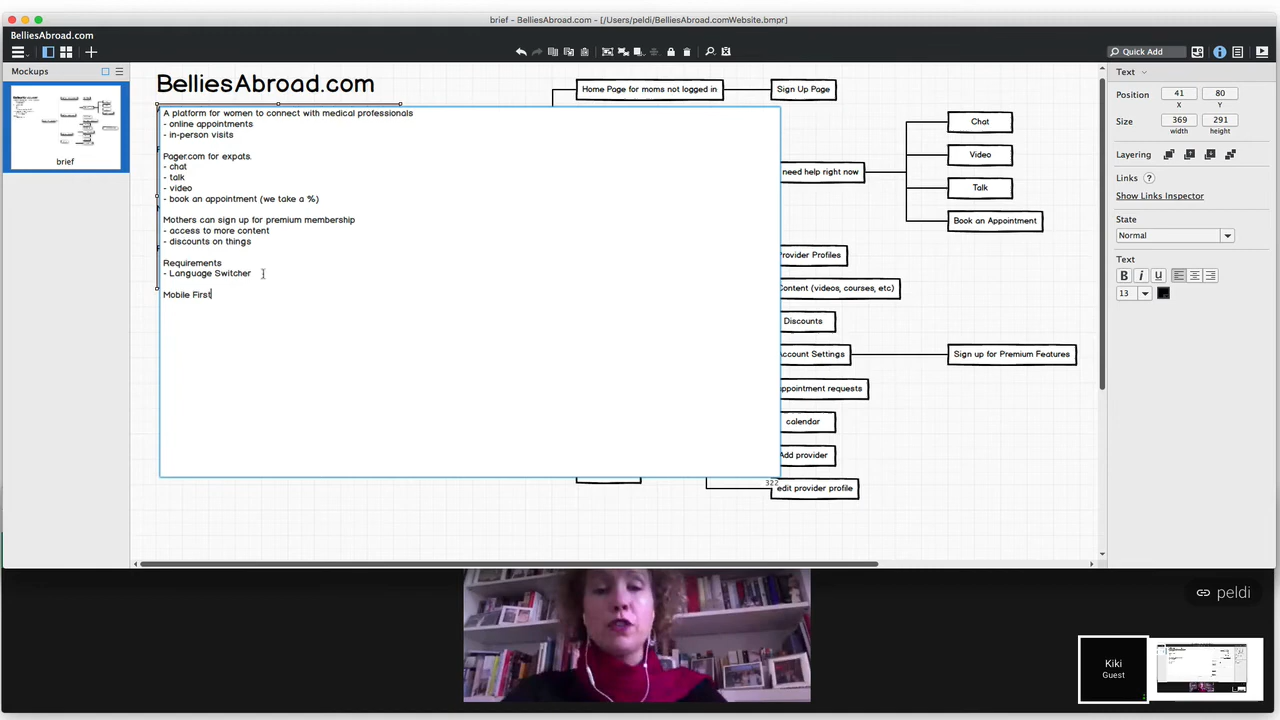 brief - BelliesAbroad.com - [/Users/peldi/BelliesAbroad.comWebsite.bmpr]
BelliesAbroad.com
Quick Add
Mockups
brief
BelliesAbroad.com
A platform for women to connect with medical professionals
- online appointments
- in-person visits
Pager.com for expats.
- chat
- talk
- video
- book an appointment (we take a %)
Mothers can sign up for premium membership
- access to more content
- discounts on things
Requirements
- Language Switcher
Mobile First
322
Home Page for moms not logged in
Sign Up Page
need help right now
Chat
Video
Talk
Book an Appointment
Provider Profiles
Content (videos, courses, etc)
Discounts
Account Settings
Sign up for Premium Features
appointment requests
calendar
Add provider
edit provider profile
Text
Position
41
80
X
Y
Size
369
291
width
height
Layering
Links
?
Show Links Inspector
State
Normal
Text
B I U
13
peldi
Kiki
Guest